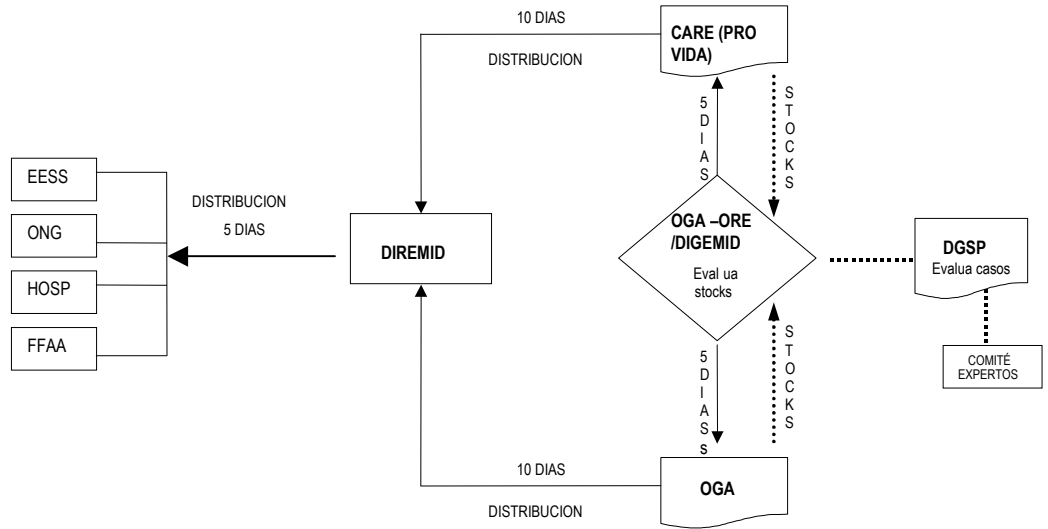 10 DIAS
DISTRIBUCION
CARE (PRO
VIDA)
5
D
I
A
S
S
T
O
C
K
S
EESS
ONG
HOSP
FFAA
DISTRIBUCION
5 DIAS
DIREMID
OGA –ORE
/DIGEMID
Eval ua
stocks
DGSP
Evalua casos
COMITÉ
EXPERTOS
5
D
I
A
S
s
S
T
O
C
K
S
10 DIAS
DISTRIBUCION
OGA